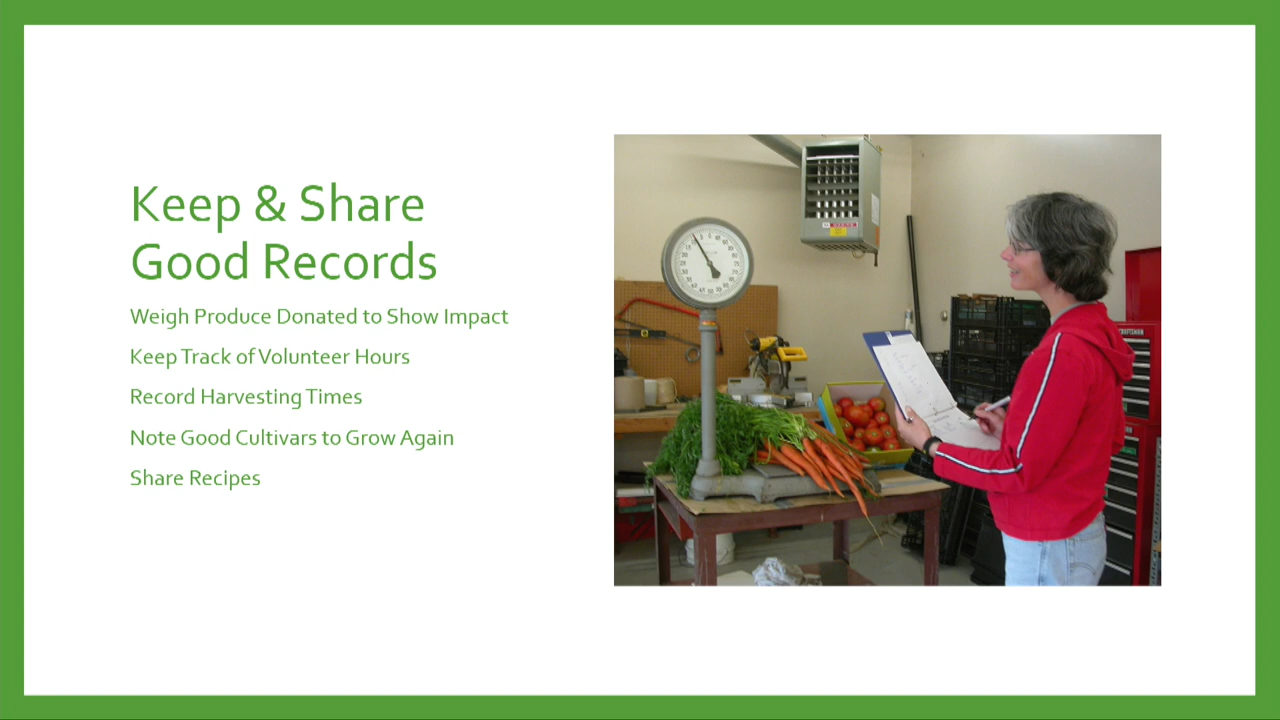 Keep & Share
Good Records
Weigh Produce Donated to Show Impact
Keep Track of Volunteer Hours
Record Harvesting Times
Note Good Cultivars to Grow Again
Share Recipes
CRAFTSMAN